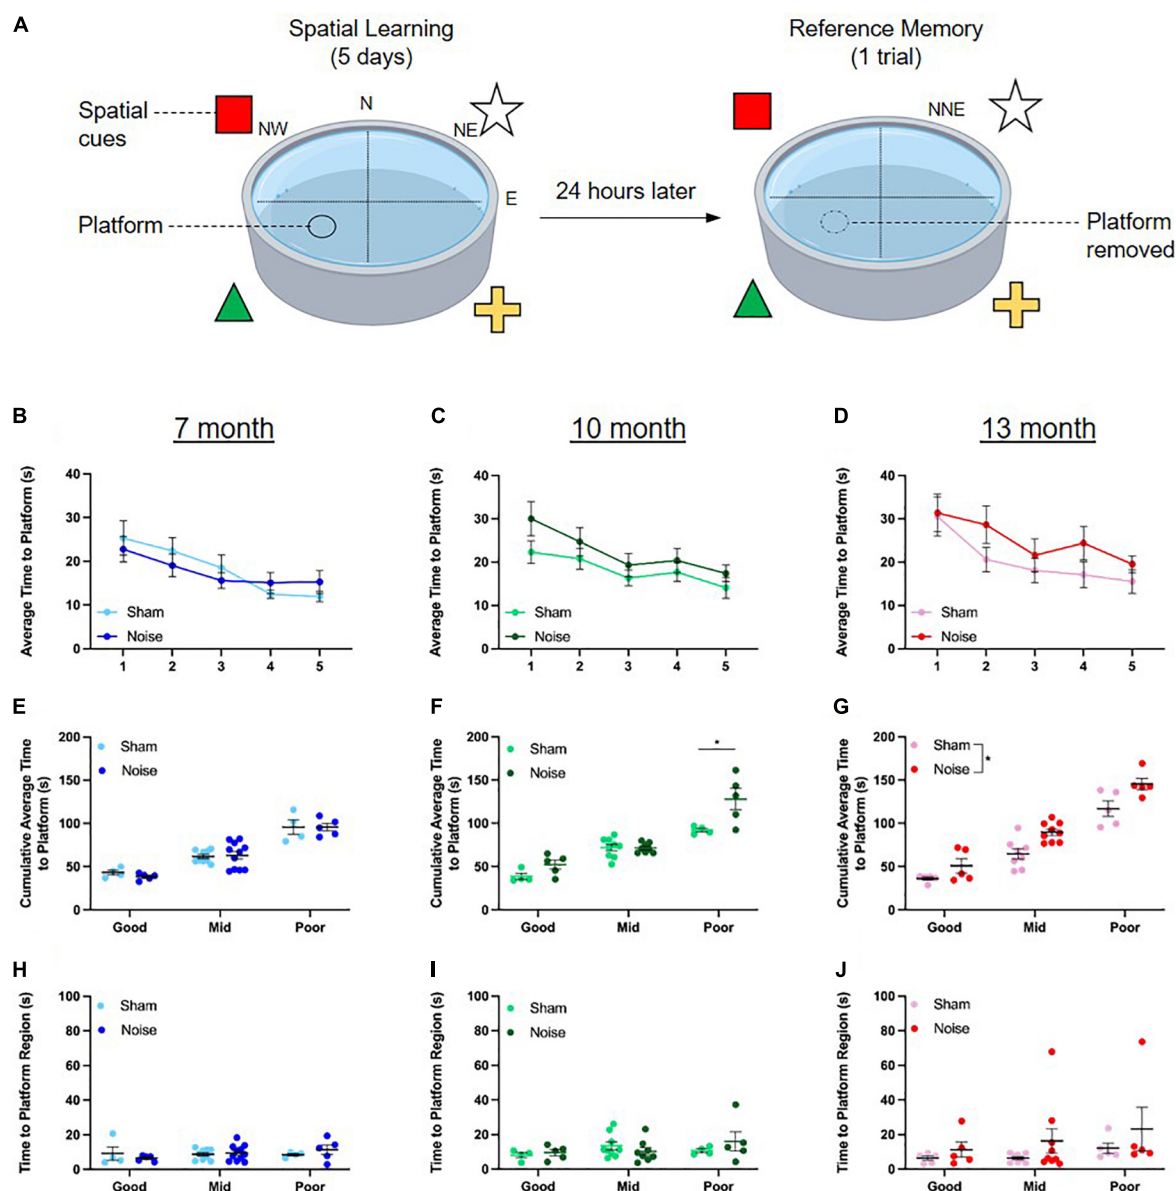 A
Spatial Learning
(5 days)
Reference Memory
(1 trial)
Spatial
cues
NW
N
NE
E
Platform
24 hours later
NNE
Platform
removed
B
7 month
Average Time to Platform (s)
40
30
20
10
0
Sham
Noise
1 2 3 4 5
C
10 month
Average Time to Platform (s)
40
30
20
10
0
Sham
Noise
1 2 3 4 5
D
13 month
Average Time to Platform (s)
40
30
20
10
0
Sham
Noise
1 2 3 4 5
E
Cumulative Average Time
to Platform (s)
200
150
100
50
0
Sham
Noise
Good Mid Poor
F
Cumulative Average Time
to Platform (s)
200
150
100
50
0
Sham
Noise
*
Good Mid Poor
G
Cumulative Average Time
to Platform (s)
200
150
100
50
0
Sham
Noise
*
Good Mid Poor
H
Time to Platform Region (s)
100
80
60
40
20
0
Sham
Noise
Good Mid Poor
I
Time to Platform Region (s)
100
80
60
40
20
0
Sham
Noise
Good Mid Poor
J
Time to Platform Region (s)
100
80
60
40
20
0
Sham
Noise
Good Mid Poor